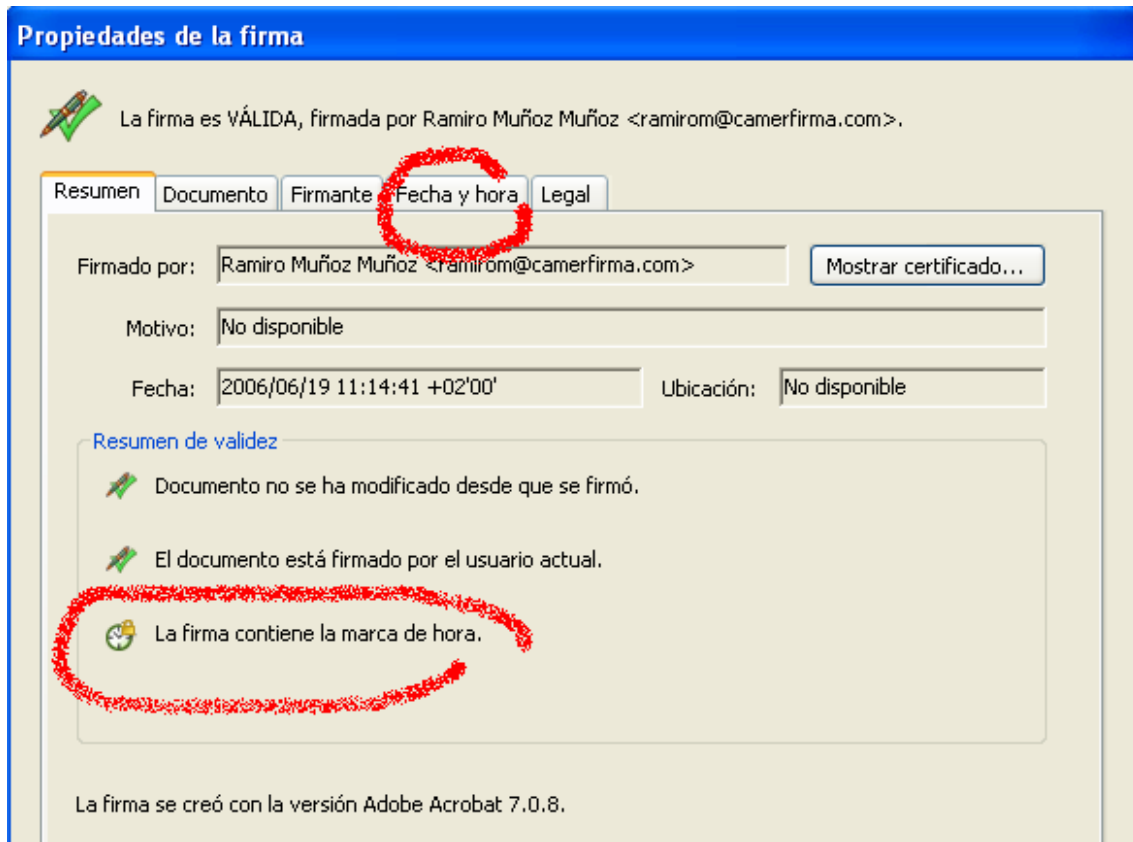 Propiedades de la firma
La firma es VÁLIDA, firmada por Ramiro Muñoz Muñoz <ramirom@camerfirma.com>.
Resumen Documento Firmante Fecha y hora Legal
Firmado por: Ramiro Muñoz Muñoz <ramirom@camerfirma.com> Mostrar certificado...
Motivo: No disponible
Fecha: 2006/06/19 11:14:41 +02'00' Ubicación: No disponible
Resumen de validez
Documento no se ha modificado desde que se firmó.
El documento está firmado por el usuario actual.
La firma contiene la marca de hora.
La firma se creó con la versión Adobe Acrobat 7.0.8.